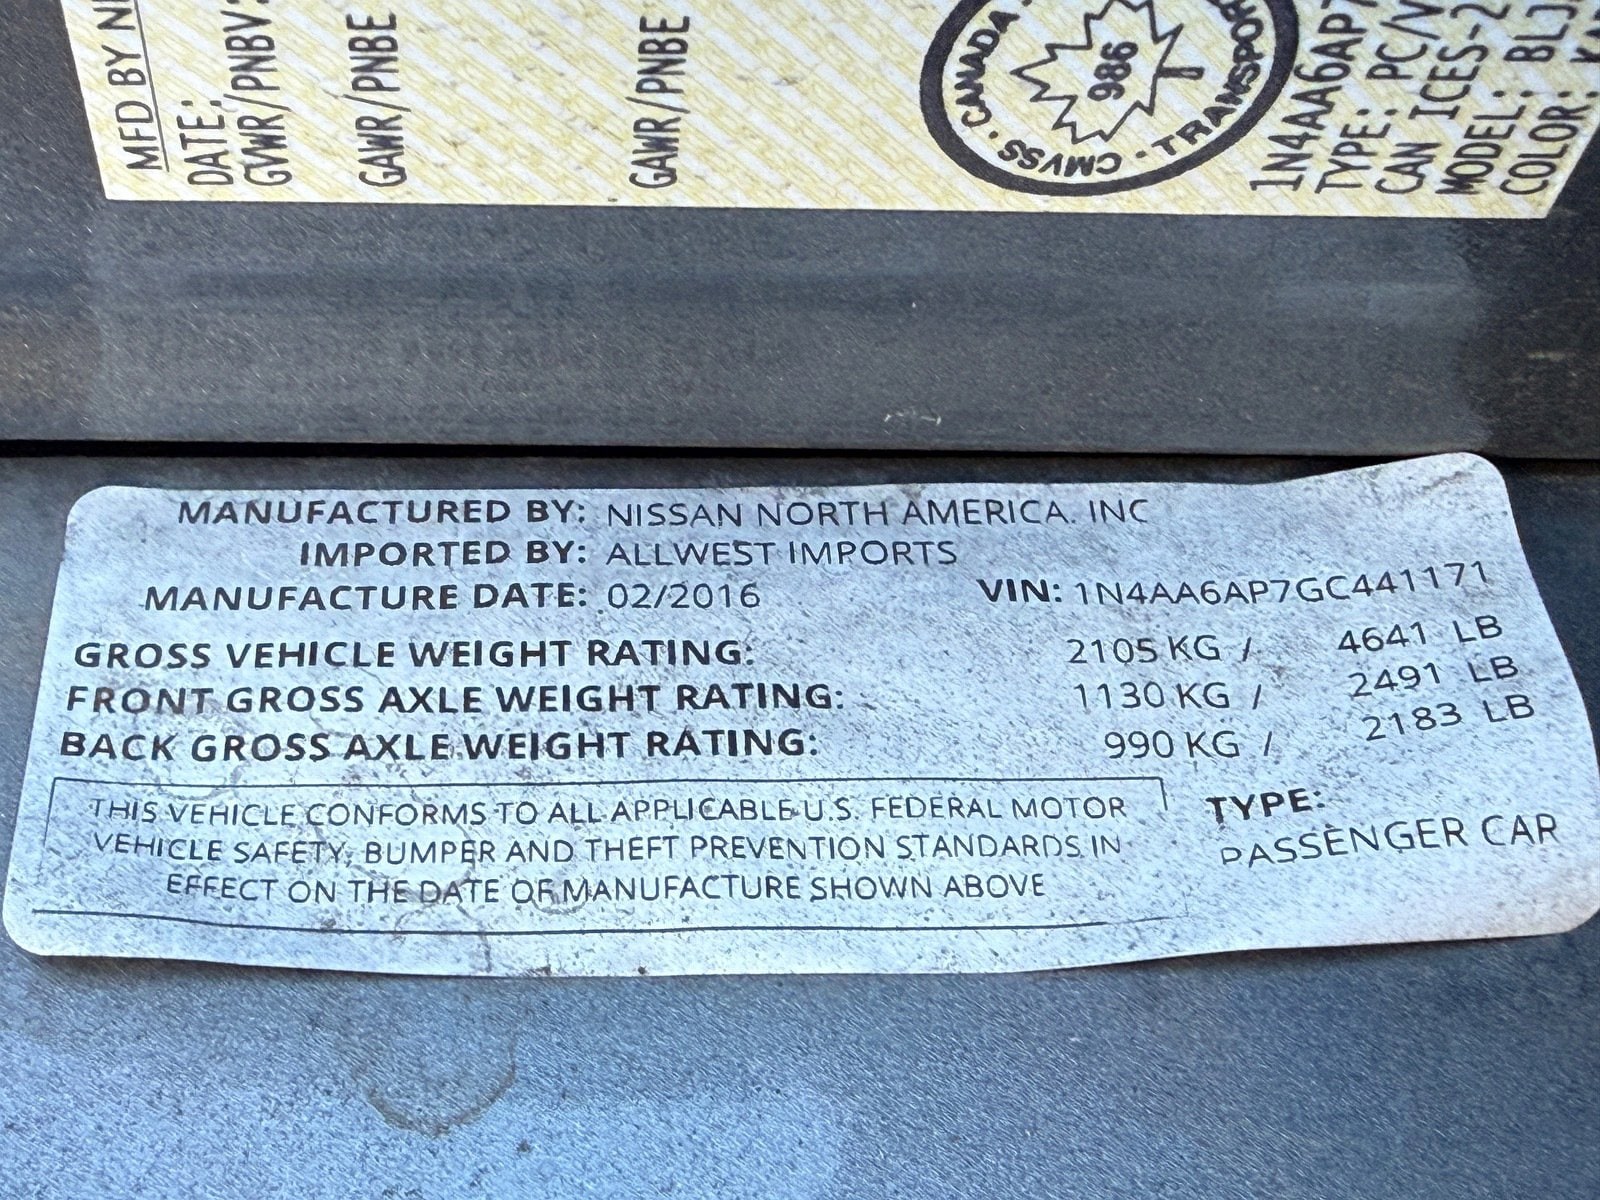 MFD BY NI
DATE:
GVWR/PNBV:
GAWR/PNBE
GAWR/PNBE
CMVSS · CANADA
986
· TRANSPOR
1N4AA6AP7
TYPE: PC/V
CAN ICES-2
MODEL: BLJ
COLOR:
MANUFACTURED BY: NISSAN NORTH AMERICA. INC
IMPORTED BY: ALLWEST IMPORTS
MANUFACTURE DATE: 02/2016 VIN: 1N4AA6AP7GC441171
GROSS VEHICLE WEIGHT RATING: 2105 KG / 4641 LB
FRONT GROSS AXLE WEIGHT RATING: 1130 KG / 2491 LB
BACK GROSS AXLE WEIGHT RATING: 990 KG / 2183 LB
THIS VEHICLE CONFORMS TO ALL APPLICABLE U.S. FEDERAL MOTOR
VEHICLE SAFETY, BUMPER AND THEFT PREVENTION STANDARDS IN
EFFECT ON THE DATE OF MANUFACTURE SHOWN ABOVE
TYPE:
PASSENGER CAR